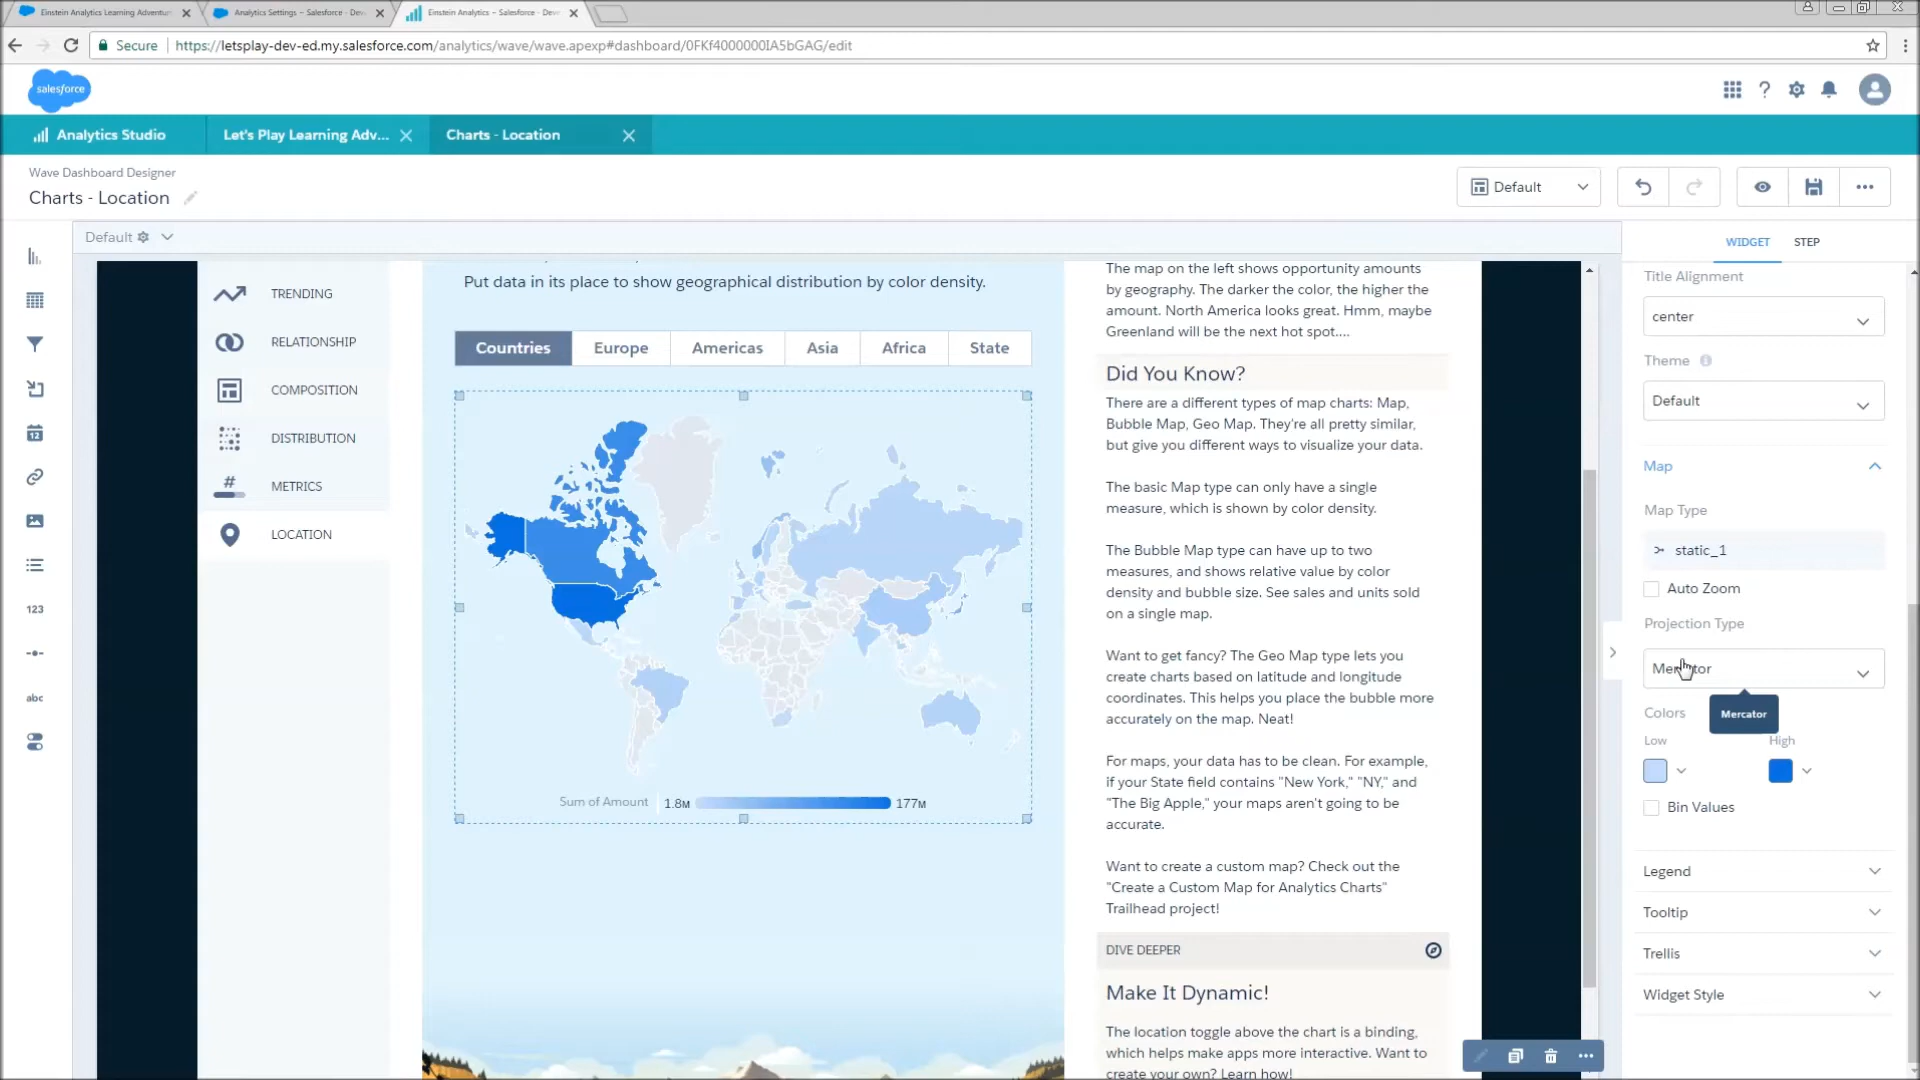 Einstein Analytics Learning Adventur
Analytics Settings ~ Salesforce - Dev
Einstein Analytics ~ Salesforce - Dev
Secure
https://letsplay-dev-ed.my.salesforce.com/analytics/wave/wave.apexp#dashboard/0FKf4000000IA5bGAG/edit
salesforce
Analytics Studio
Let's Play Learning Adv...
Charts - Location
Wave Dashboard Designer
Charts - Location
Default
Default
WIDGET
STEP
12
123
abc
TRENDING
RELATIONSHIP
COMPOSITION
DISTRIBUTION
# METRICS
LOCATION
Put data in its place to show geographical distribution by color density.
Countries
Europe
Americas
Asia
Africa
State
Sum of Amount
1.8M
177M
The map on the left shows opportunity amounts
by geography. The darker the color, the higher the
amount. North America looks great. Hmm, maybe
Greenland will be the next hot spot....
Did You Know?
There are a different types of map charts: Map,
Bubble Map, Geo Map. They're all pretty similar,
but give you different ways to visualize your data.
The basic Map type can only have a single
measure, which is shown by color density.
The Bubble Map type can have up to two
measures, and shows relative value by color
density and bubble size. See sales and units sold
on a single map.
Want to get fancy? The Geo Map type lets you
create charts based on latitude and longitude
coordinates. This helps you place the bubble more
accurately on the map. Neat!
For maps, your data has to be clean. For example,
if your State field contains "New York," "NY," and
"The Big Apple," your maps aren't going to be
accurate.
Want to create a custom map? Check out the
"Create a Custom Map for Analytics Charts"
Trailhead project!
DIVE DEEPER
Make It Dynamic!
The location toggle above the chart is a binding,
which helps make apps more interactive. Want to
create your own? Learn how!
Title Alignment
center
Theme
Default
Map
Map Type
static_1
Auto Zoom
Projection Type
Mercator
Mercator
Colors
Low
High
Bin Values
Legend
Tooltip
Trellis
Widget Style